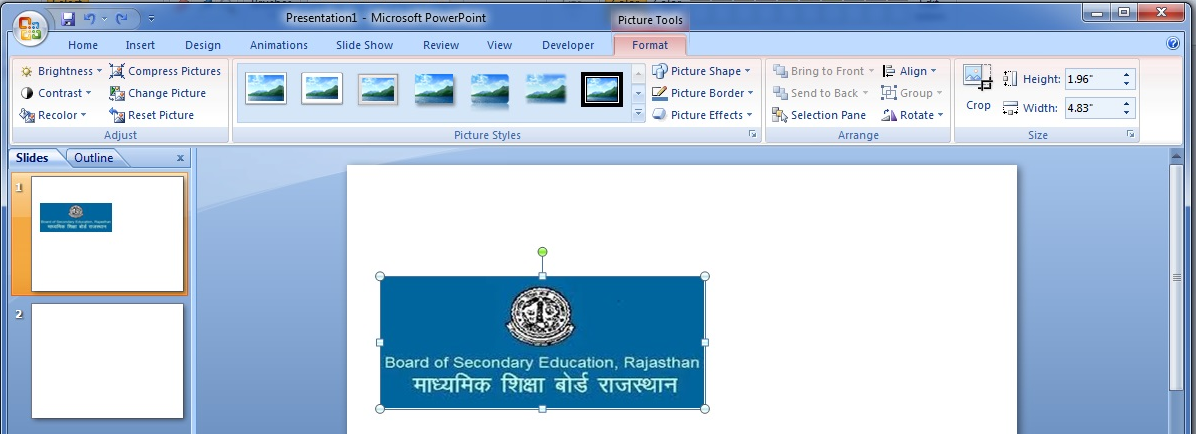 Presentation1 - Microsoft PowerPoint
Picture Tools
Home Insert Design Animations Slide Show Review View Developer Format
Brightness Compress Pictures Picture Shape Bring to Front Align Height: 1.96"
Contrast Change Picture Picture Border Send to Back Group Crop Width: 4.83"
Recolor Reset Picture Picture Effects Selection Pane Rotate
Adjust Picture Styles Arrange Size
Slides Outline x
1
Board of Secondary Education, Rajasthan
माध्यमिक शिक्षा बोर्ड राजस्थान
2
Board of Secondary Education, Rajasthan
माध्यमिक शिक्षा बोर्ड राजस्थान